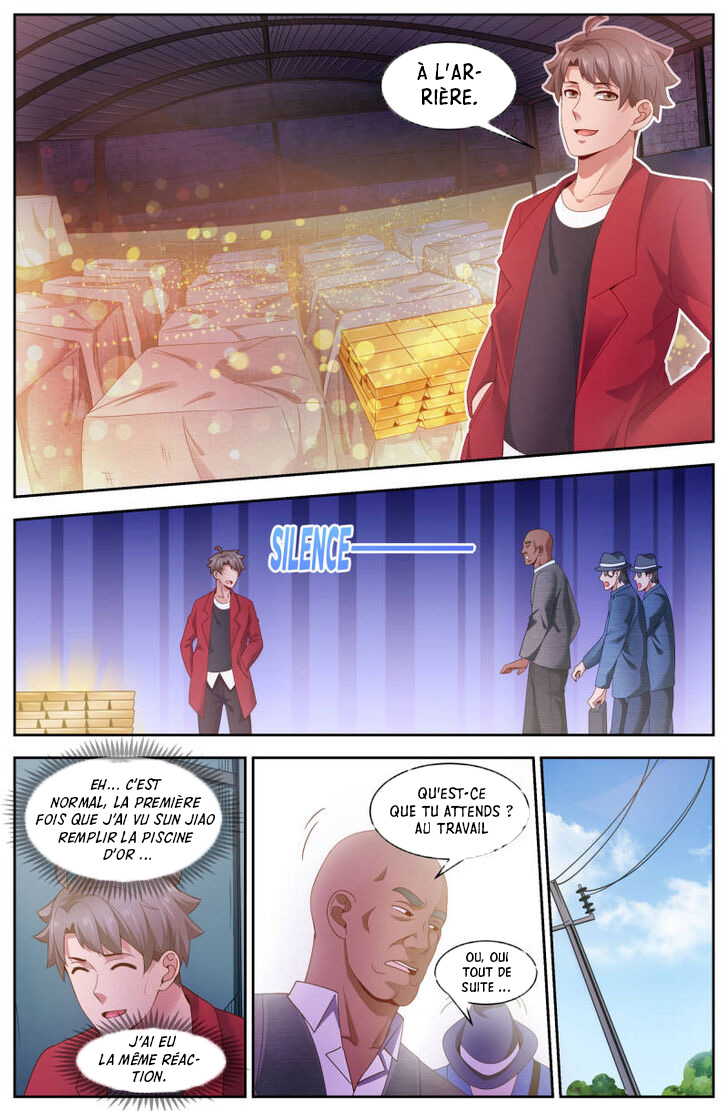 À L'AR-
RIÈRE.
SILENCE
EH... C'EST
NORMAL, LA PREMIÈRE
FOIS QUE J'AI VU SUN JIAO
REMPLIR LA PISCINE
D'OR ...
J'AI EU
LA MÊME RÉAC-
TION.
QU'EST-CE
QUE TU ATTENDS ?
AU TRAVAIL
OU, OUI
TOUT DE
SUITE ...